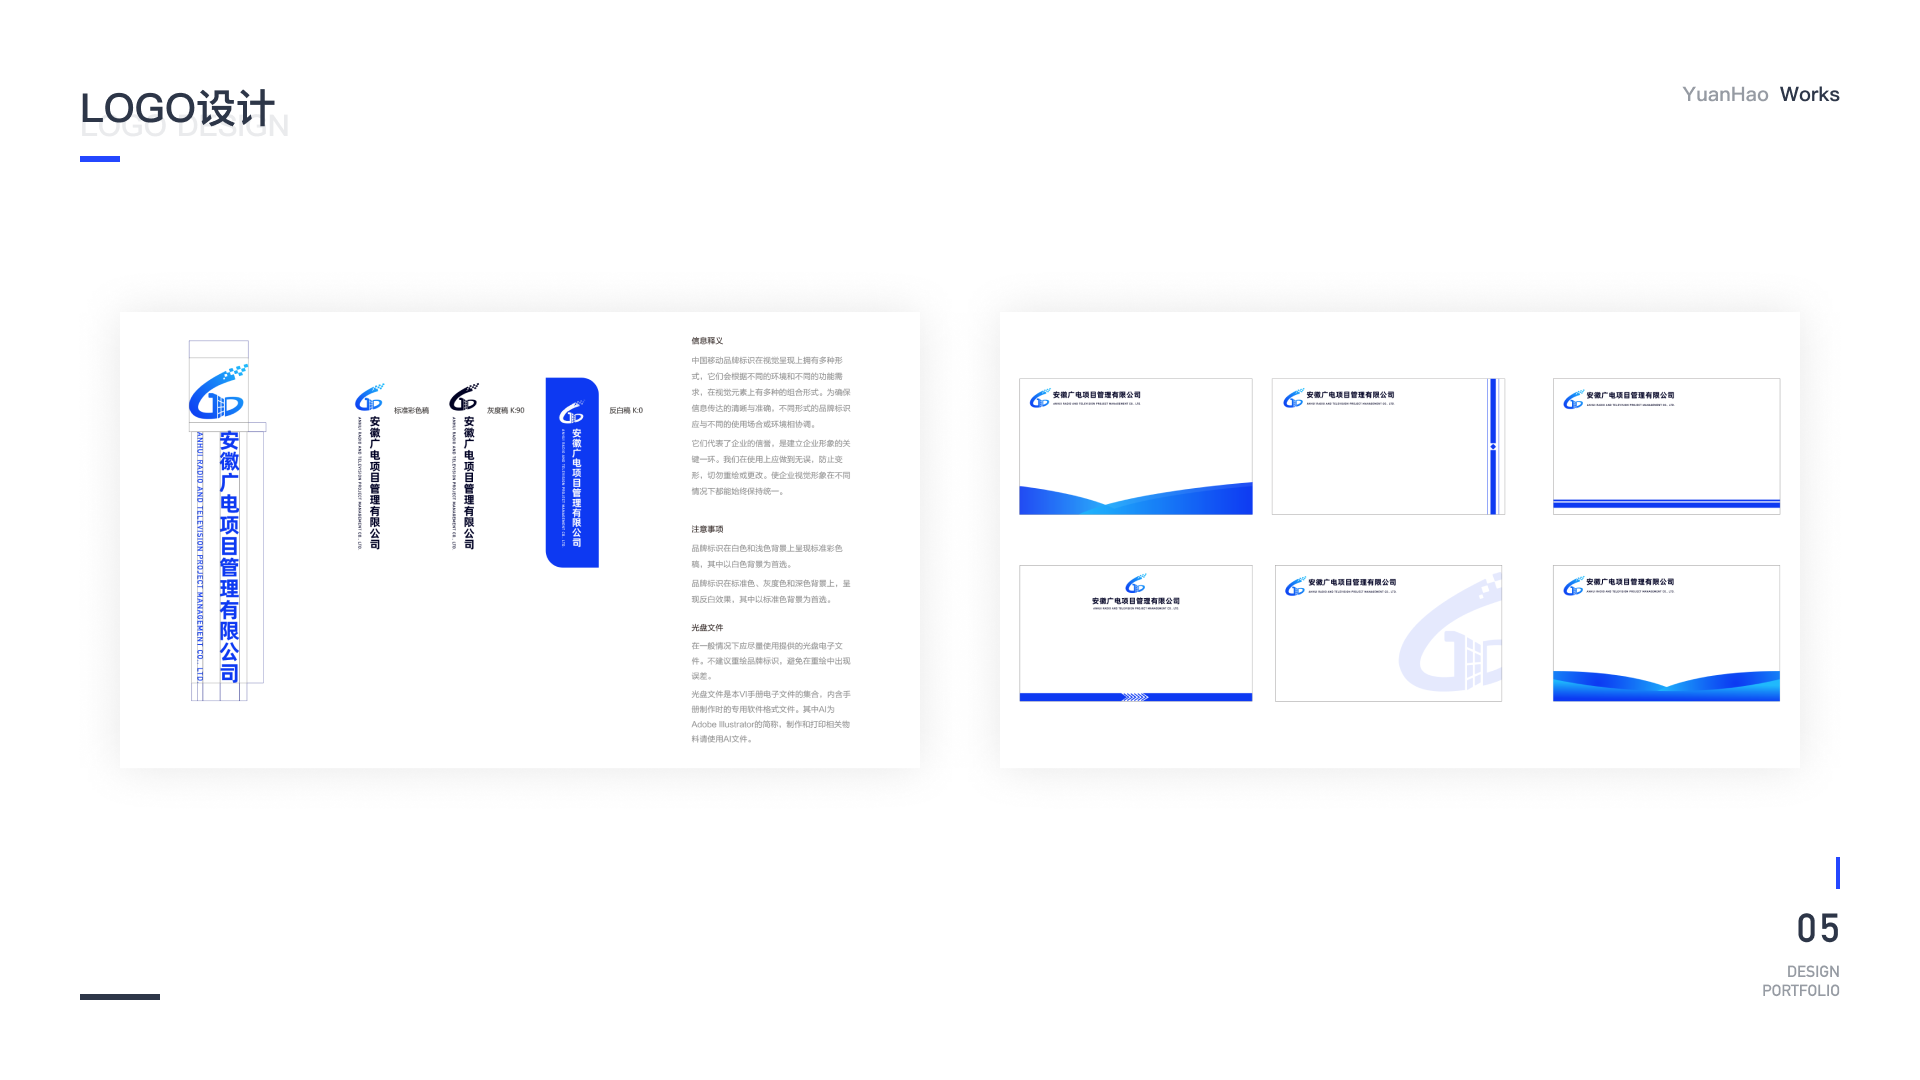 LOGO设计
LOGO DESIGN
YuanHao Works
安徽广电项目管理有限公司
ANHUI RADIO AND TELEVISION PROJECT MANAGEMENT CO., LTD.
标准彩色稿
安徽广电项目管理有限公司
ANHUI RADIO AND TELEVISION PROJECT MANAGEMENT CO., LTD.
灰度稿 K:90
安徽广电项目管理有限公司
ANHUI RADIO AND TELEVISION PROJECT MANAGEMENT CO., LTD.
反白稿 K:0
安徽广电项目管理有限公司
ANHUI RADIO AND TELEVISION PROJECT MANAGEMENT CO., LTD.
信息释义
中国移动品牌标识在视觉呈现上拥有多种形
式，它们会根据不同的环境和不同的功能需
求，在视觉元素上有多种的组合形式。为确保
信息传达的清晰与准确，不同形式的品牌标识
应与不同的使用场合或环境相协调。
它们代表了企业的信誉，是建立企业形象的关
键一环。我们在使用上应做到无误，防止变
形，切勿重绘或更改。使企业视觉形象在不同
情况下都能始终保持统一。
注意事项
品牌标识在白色和浅色背景上呈现标准彩色
稿，其中以白色背景为首选。
品牌标识在标准色、灰度色和深色背景上，呈
现反白效果，其中以标准色背景为首选。
光盘文件
在一般情况下应尽量使用提供的光盘电子文
件。不建议重绘品牌标识，避免在重绘中出现
误差。
光盘文件是本VI手册电子文件的集合，内含手
册制作时的专用软件格式文件。其中AI为
Adobe Illustrator的简称，制作和打印相关物
料请使用AI文件。
安徽广电项目管理有限公司
ANHUI RADIO AND TELEVISION PROJECT MANAGEMENT CO., LTD.
安徽广电项目管理有限公司
ANHUI RADIO AND TELEVISION PROJECT MANAGEMENT CO., LTD.
安徽广电项目管理有限公司
ANHUI RADIO AND TELEVISION PROJECT MANAGEMENT CO., LTD.
安徽广电项目管理有限公司
ANHUI RADIO AND TELEVISION PROJECT MANAGEMENT CO., LTD.
安徽广电项目管理有限公司
ANHUI RADIO AND TELEVISION PROJECT MANAGEMENT CO., LTD.
安徽广电项目管理有限公司
ANHUI RADIO AND TELEVISION PROJECT MANAGEMENT CO., LTD.
05
DESIGN
PORTFOLIO